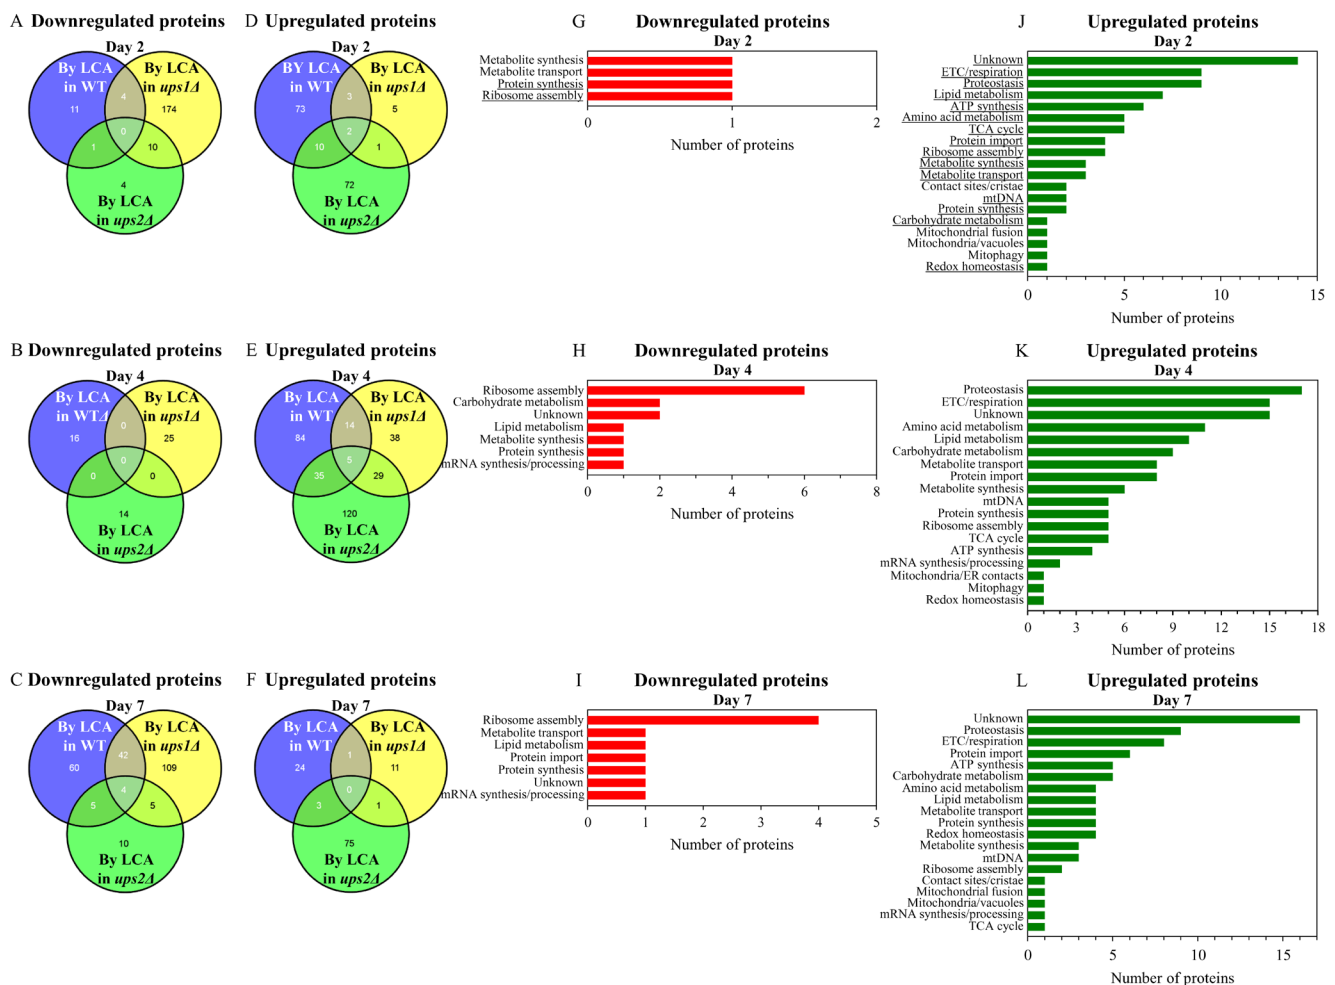 A Downregulated proteins
Day 2
By LCA
in WT
By LCA
in ups1Δ
11
4
174
0
1
10
4
By LCA
in ups2Δ
D Upregulated proteins
Day 2
BY LCA
in WT
By LCA
in ups1Δ
73
3
5
2
10
1
72
By LCA
in ups2Δ
G Downregulated proteins
Day 2
Metabolite synthesis
Metabolite transport
Protein synthesis
Ribosome assembly
0 1 2
Number of proteins
J Upregulated proteins
Day 2
Unknown
ETC/respiration
Proteostasis
Lipid metabolism
ATP synthesis
Amino acid metabolism
TCA cycle
Protein import
Ribosome assembly
Metabolite synthesis
Metabolite transport
Contact sites/cristae
mtDNA
Protein synthesis
Carbohydrate metabolism
Mitochondrial fusion
Mitochondria/vacuoles
Mitophagy
Redox homeostasis
0 5 10 15
Number of proteins
B Downregulated proteins
Day 4
By LCA
in WTΔ
By LCA
in ups1Δ
16
0
25
0
0
0
14
By LCA
in ups2Δ
E Upregulated proteins
Day 4
By LCA
in WT
By LCA
in ups1Δ
84
14
38
5
35
29
120
By LCA
in ups2Δ
H Downregulated proteins
Day 4
Ribosome assembly
Carbohydrate metabolism
Unknown
Lipid metabolism
Metabolite synthesis
Protein synthesis
mRNA synthesis/processing
0 2 4 6 8
Number of proteins
K Upregulated proteins
Day 4
Proteostasis
ETC/respiration
Unknown
Amino acid metabolism
Lipid metabolism
Carbohydrate metabolism
Metabolite transport
Protein import
Metabolite synthesis
mtDNA
Protein synthesis
Ribosome assembly
TCA cycle
ATP synthesis
mRNA synthesis/processing
Mitochondria/ER contacts
Mitophagy
Redox homeostasis
0 3 6 9 12 15 18
Number of proteins
C Downregulated proteins
Day 7
By LCA
in WT
By LCA
in ups1Δ
60
42
109
4
5
5
10
By LCA
in ups2Δ
F Upregulated proteins
Day 7
By LCA
in WT
By LCA
in ups1Δ
24
1
11
0
3
1
75
By LCA
in ups2Δ
I Downregulated proteins
Day 7
Ribosome assembly
Metabolite transport
Lipid metabolism
Protein import
Protein synthesis
Unknown
mRNA synthesis/processing
0 1 2 3 4 5
Number of proteins
L Upregulated proteins
Day 7
Unknown
Proteostasis
ETC/respiration
Protein import
ATP synthesis
Carbohydrate metabolism
Amino acid metabolism
Lipid metabolism
Metabolite transport
Protein synthesis
Redox homeostasis
Metabolite synthesis
mtDNA
Ribosome assembly
Contact sites/cristae
Mitochondrial fusion
Mitochondria/vacuoles
mRNA synthesis/processing
TCA cycle
0 5 10 15
Number of proteins